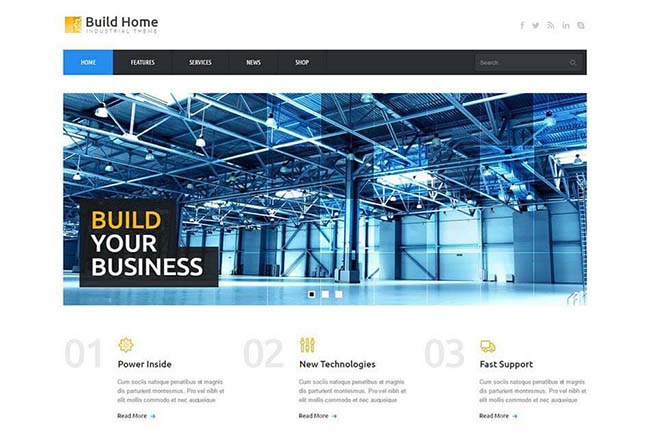 Build Home
INDUSTRIAL THEME
HOME FEATURES SERVICES NEWS SHOP Search...
BUILD
YOUR
BUSINESS
01 02 03
Power Inside New Technologies Fast Support
Cum sociis natoque penatibus et magnis
dis parturient montesmus. Pro vel nibh et
elit mollis commodo et nec augueique
Read More
Cum sociis natoque penatibus et magnis
dis parturient montesmus. Pro vel nibh et
elit mollis commodo et nec augueique
Read More
Cum sociis natoque penatibus et magnis
dis parturient montesmus. Pro vel nibh et
elit mollis commodo et nec augueique
Read More